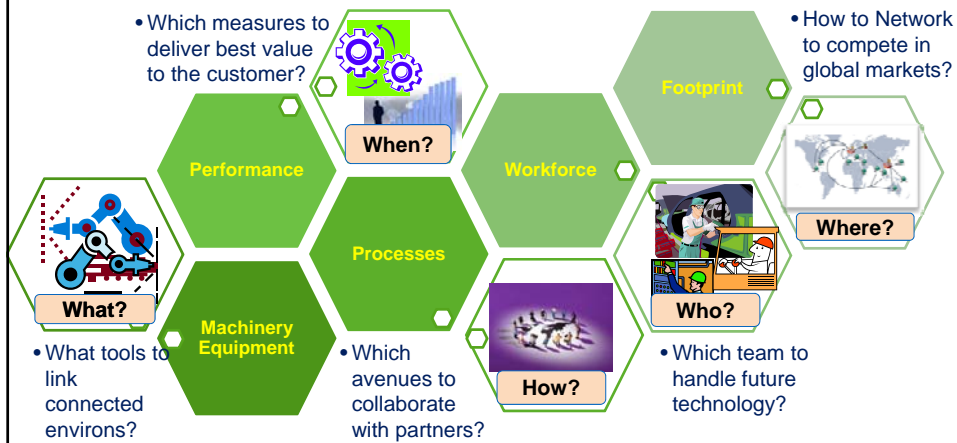 • Which measures to
deliver best value
to the customer?
• How to Network
to compete in
global markets?
Footprint
When?
Performance
Workforce
Where?
Processes
What?
Who?
Machinery
Equipment
How?
• What tools to
link
connected
environs?
• Which
avenues to
collaborate
with partners?
• Which team to
handle future
technology?